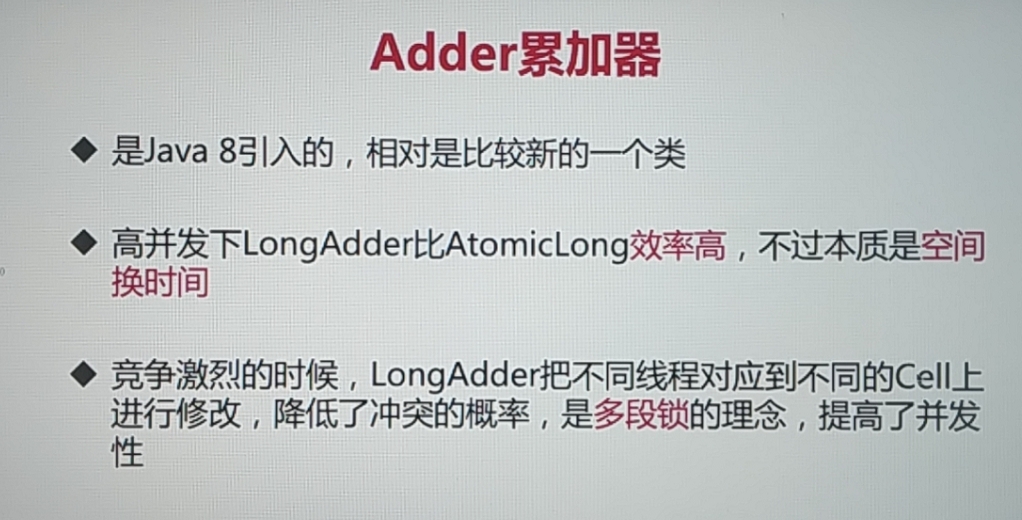 Adder累加器
◆ 是Java 8引入的，相对是比较新的一个类
◆ 高并发下LongAdder比AtomicLong效率高，不过本质是空间
换时间
◆ 竞争激烈的时候，LongAdder把不同线程对应到不同的Cell上
进行修改，降低了冲突的概率，是多段锁的理念，提高了并发
性